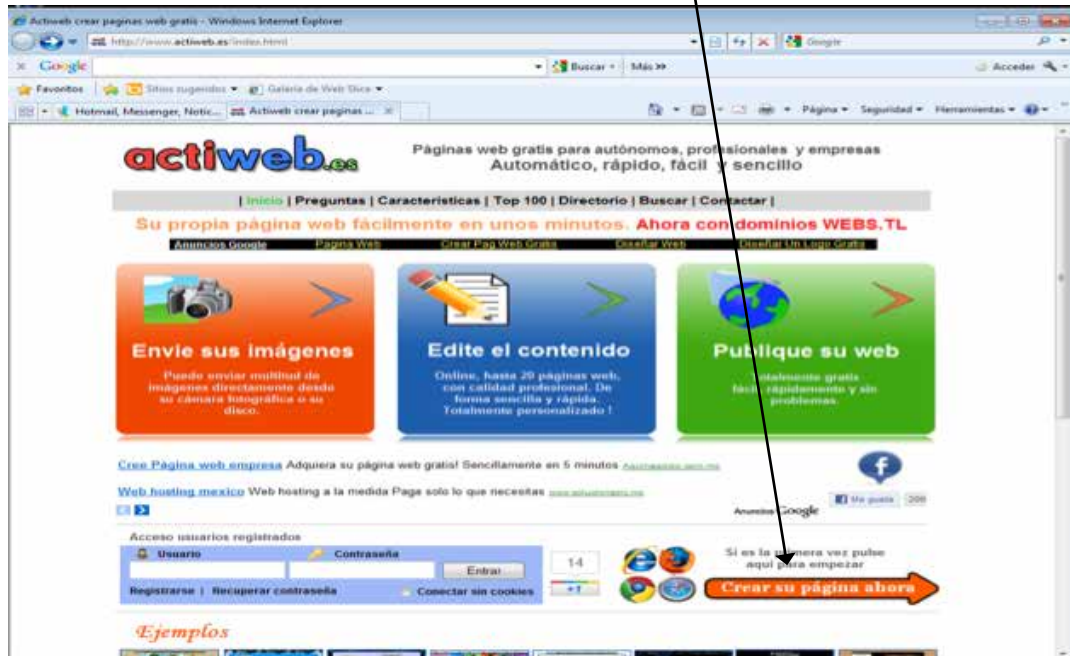 Actiweb crear paginas web gratis - Windows Internet Explorer
http://www.actiweb.es/index.html
Google
Google
Buscar
Más >>
Acceder
Favoritos
Sitios sugeridos
Galería de Web Slice
Hotmail, Messenger, Notic...
Actiweb crear paginas ...
Página
Seguridad
Herramientas
actiweb.es
Páginas web gratis para autónomos, profesionales y empresas
Automático, rápido, fácil y sencillo
| Inicio | Preguntas | Caracteristicas | Top 100 | Directorio | Buscar | Contactar |
Su propia página web fácilmente en unos minutos. Ahora con dominios WEBS.TL
Anuncios Google
Pagina Web
Crear Pag Web Gratis
Diseñar Web
Diseñar Un Logo Gratis
Envie sus imágenes
Puede enviar multitud de
imágenes directamente desde
su cámara fotográfica o su
disco.
Edite el contenido
Online, hasta 20 páginas web,
con calidad profesional. De
forma sencilla y rápida.
Totalmente personalizado !
Publique su web
Totalmente gratis
fácil, rápidamente y sin
problemas.
Cree Página web empresa Adquiera su página web gratis! Sencillamente en 5 minutos
Web hosting mexico Web hosting a la medida Page solo lo que necesitas
Me gusta
Anuncios Google
Acceso usuarios registrados
Usuario
Contraseña
Entrar
Registrarse | Recuperar contraseña
Conectar sin cookies
14
+1
Si es la primera vez pulse
aqui para empezar
Crear su página ahora
Ejemplos